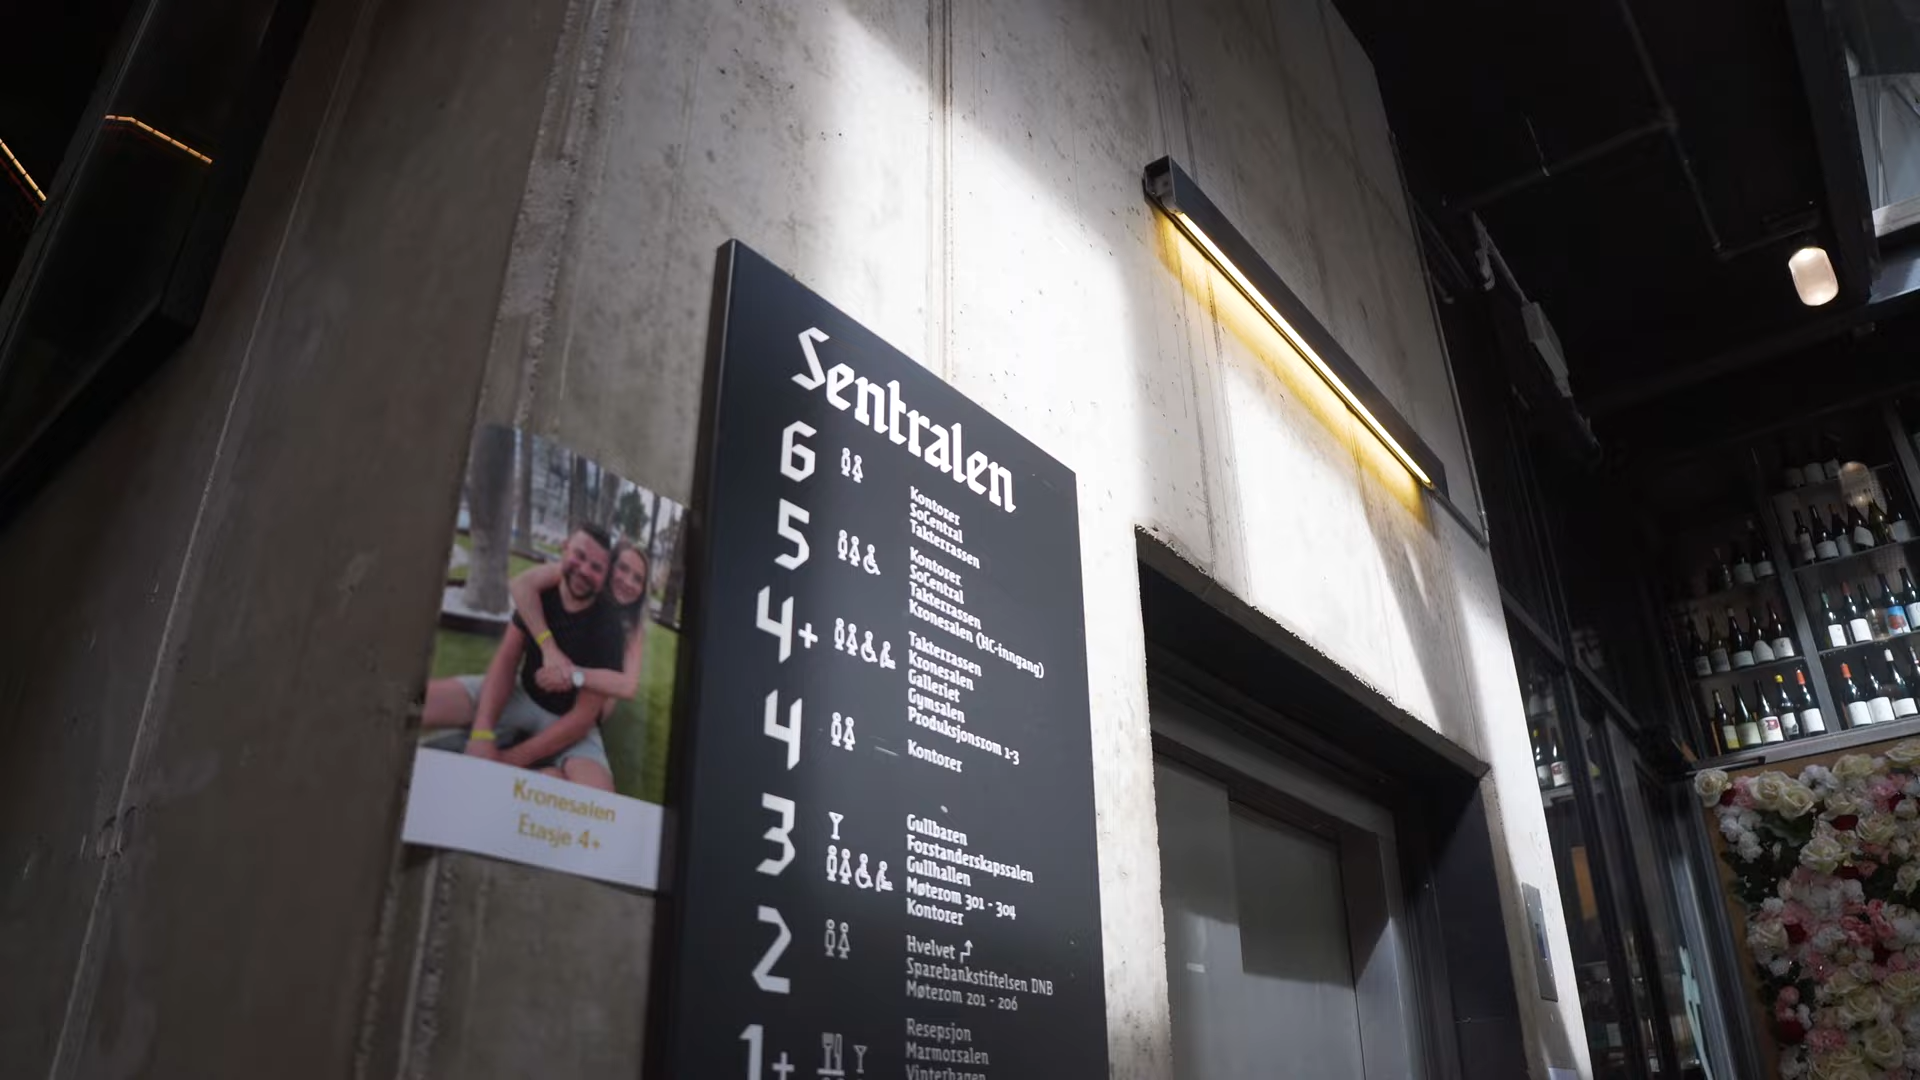 Sentralen
6
Kontorer
SoCentral
Takterrassen
5
Kontorer
SoCentral
Takterrassen
Kronesalen (HC-inngang)
4+
Takterrassen
Kronesalen
Galleriet
Gymsalen
Produksjonsrom 1-3
4
Kontorer
3
Gullbaren
Forstanderskapssalen
Gullhallen
Møterom 301 - 304
Kontorer
2
Hvelvet
Sparebankstiftelsen DNB
Møterom 201 - 206
1+
Resepsjon
Marmorsalen
Vinterhagen
Kronesalen
Etasje 4+